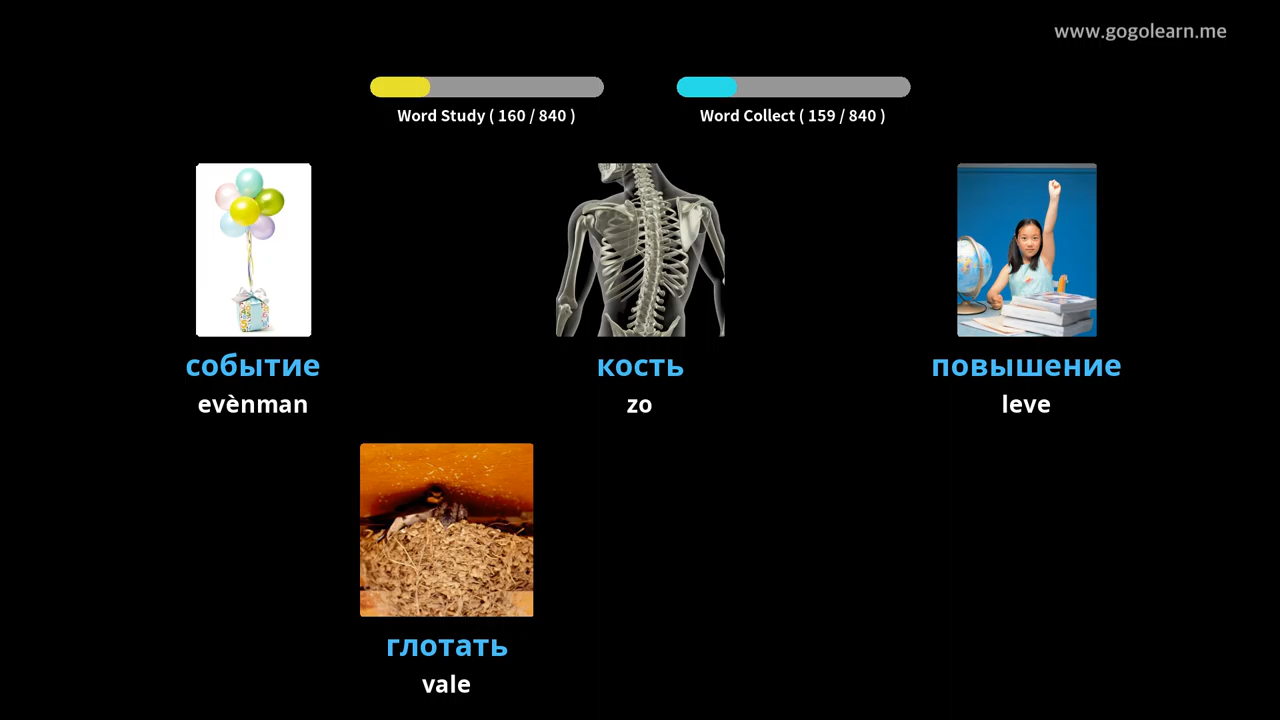 www.gogolearn.me
Word Study ( 160 / 840 )
Word Collect ( 159 / 840 )
событие
evènman
кость
zo
повышение
leve
глотать
vale